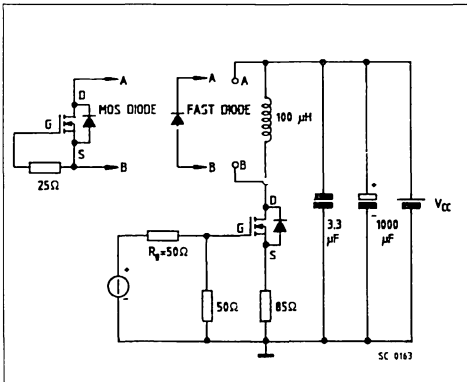 A
D
G
MOS DIODE
S
B
25Ω
A
FAST DIODE
B
A
100 µH
B
D
G
S
Rg=50Ω
+
-
50Ω
85Ω
3.3
µF
+
-
1000
µF
VCC
SC 0163